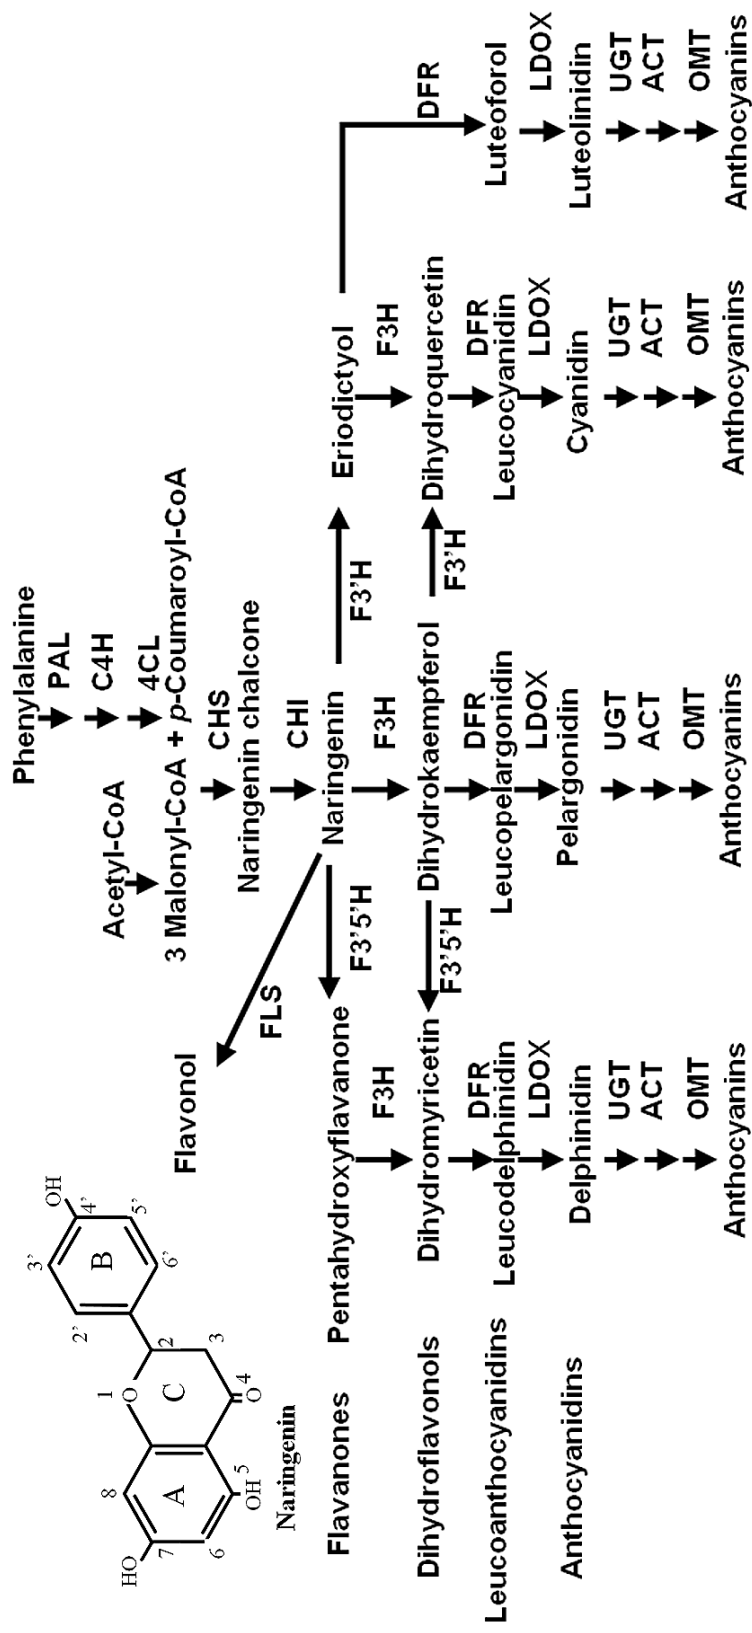 Phenylalanine
PAL
Acetyl-CoA
C4H
4CL
3 Malonyl-CoA + p-Coumaroyl-CoA
CHS
Naringenin chalcone
CHI
Flavonol
FLS
HO
7
8
A
6
5
OH
1
O
C
4
O
2
3
2'
3'
B
4'
OH
5'
6'
Naringenin
Flavanones
Pentahydroxyflavanone
F3'5'H
Naringenin
F3'H
Eriodictyol
F3H
F3H
F3H
DFR
Dihydroflavonols
Dihydromyricetin
F3'5'H
Dihydrokaempferol
F3'H
Dihydroquercetin
DFR
DFR
DFR
Leucoanthocyanidins
Leucodelphinidin
Leucopelargonidin
Leucocyanidin
Luteoforol
LDOX
LDOX
LDOX
LDOX
Anthocyanidins
Delphinidin
Pelargonidin
Cyanidin
Luteolinidin
UGT
UGT
UGT
UGT
ACT
ACT
ACT
ACT
OMT
OMT
OMT
OMT
Anthocyanins
Anthocyanins
Anthocyanins
Anthocyanins